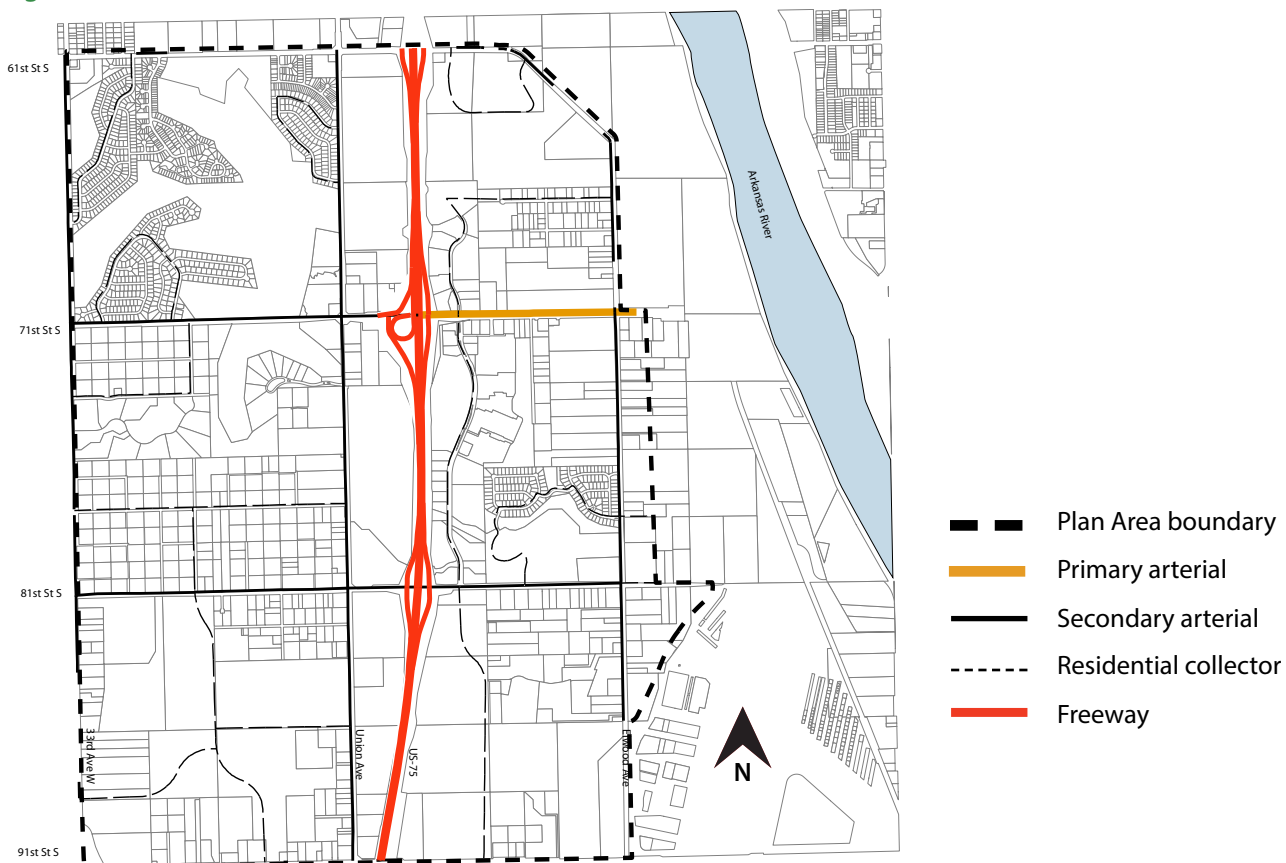 61st St S
Arkansas River
71st St S
81st St S
33rd Ave W
Union Ave
US-75
Elwood Ave
91st St S
N
Plan Area boundary
Primary arterial
Secondary arterial
Residential collector
Freeway